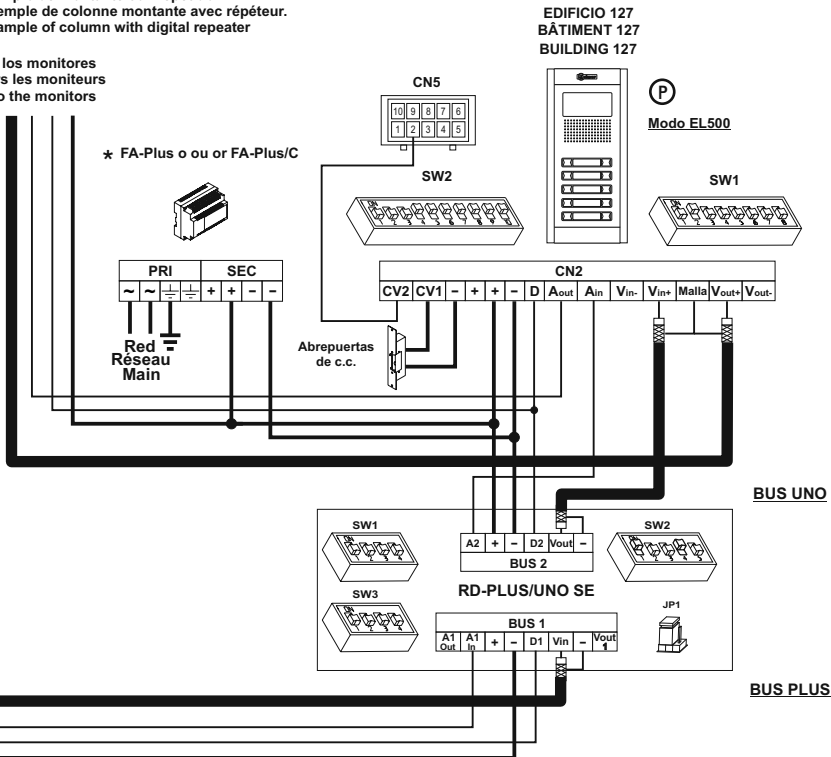 emple de colonne montante avec répéteur.
ample of column with digital repeater
los monitores
s les moniteurs
o the monitors
EDIFICIO 127
BÂTIMENT 127
BUILDING 127
P
Modo EL500
CN5
10 9 8 7 6
1 2 3 4 5
* FA-Plus o ou or FA-Plus/C
SW2
SW1
PRI SEC
~ ~ + + – –
Red
Réseau
Main
CN2
CV2 CV1 – + + – D Aout Ain Vin- Vin+ Malla Vout+ Vout-
Abrepuertas
de c.c.
BUS UNO
SW1
SW2
A2 + – D2 Vout –
BUS 2
RD-PLUS/UNO SE
SW3
JP1
BUS 1
A1 Out A1 In + – D1 Vin – Vout 1
BUS PLUS